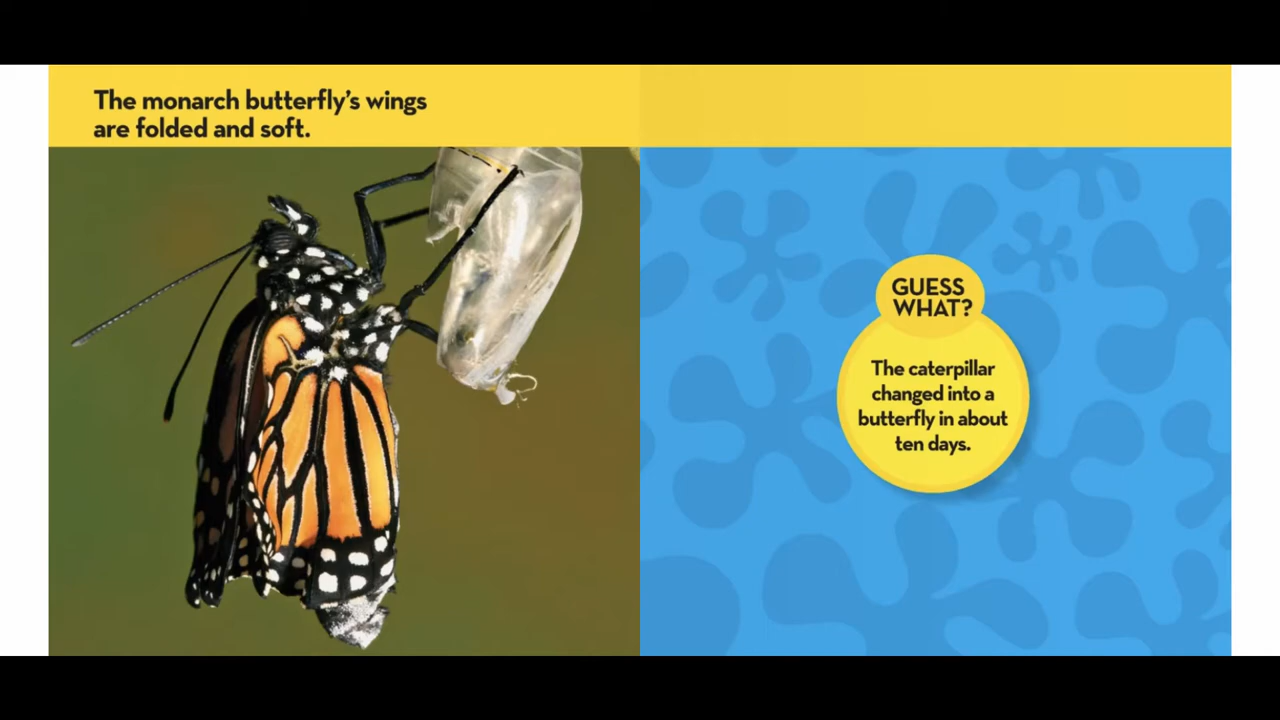 The monarch butterfly’s wings
are folded and soft.
GUESS
WHAT?
The caterpillar
changed into a
butterfly in about
ten days.